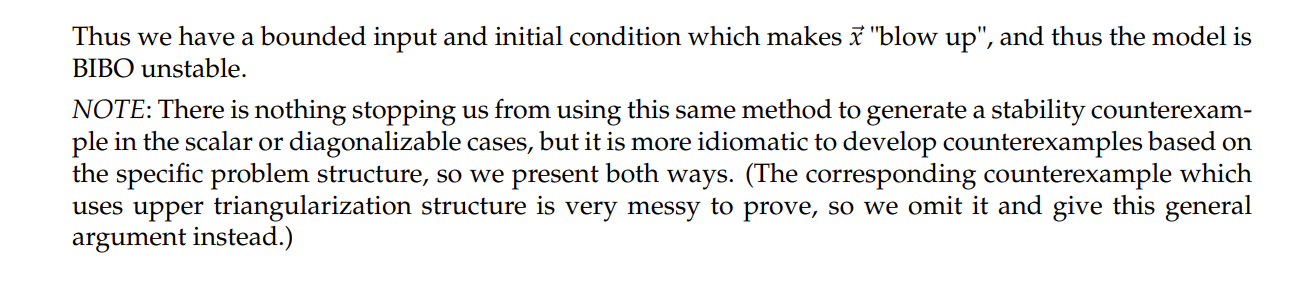 Thus we have a bounded input and initial condition which makes x⃗ "blow up", and thus the model is
BIBO unstable.
NOTE: There is nothing stopping us from using this same method to generate a stability counterexam-
ple in the scalar or diagonalizable cases, but it is more idiomatic to develop counterexamples based on
the specific problem structure, so we present both ways. (The corresponding counterexample which
uses upper triangularization structure is very messy to prove, so we omit it and give this general
argument instead.)